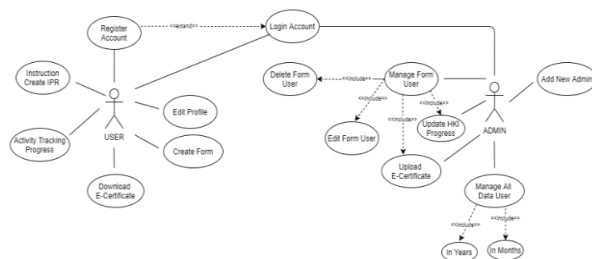 Register
Account
<<extend>>
Login Account
Instruction
Create IPR
Delete Form
User
<<include>>
Manage Form
User
Add New Admin
<<include>>
<<include>>
<<include>>
Edit Profile
USER
Activity Tracking
Progress
Create Form
Edit Form User
Update HKI
Progress
ADMIN
Upload
E-Certificate
Download
E-Certificate
Manage All
Data User
<<include>>
<<include>>
In Years
In Months